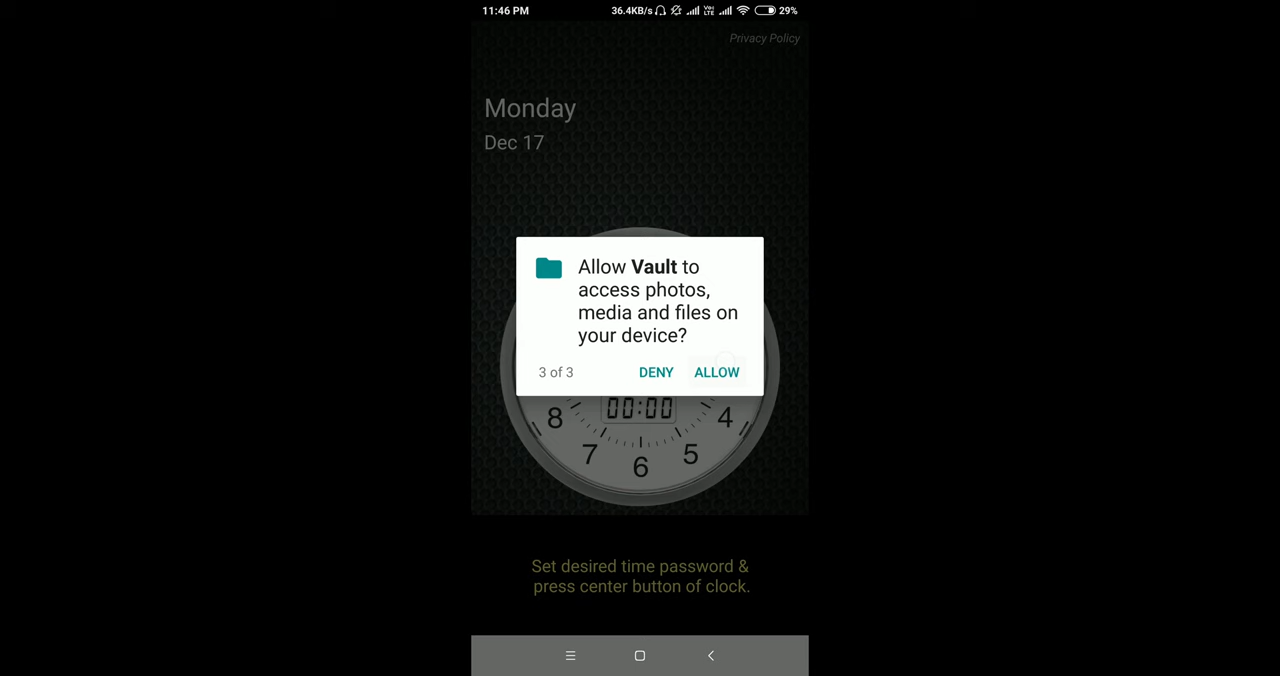 11:46 PM 36.4KB/s VoLTE 29%
Privacy Policy
Monday
Dec 17
Allow Vault to
access photos,
media and files on
your device?
3 of 3 DENY ALLOW
00:00
8 4
7 5
6
Set desired time password &
press center button of clock.